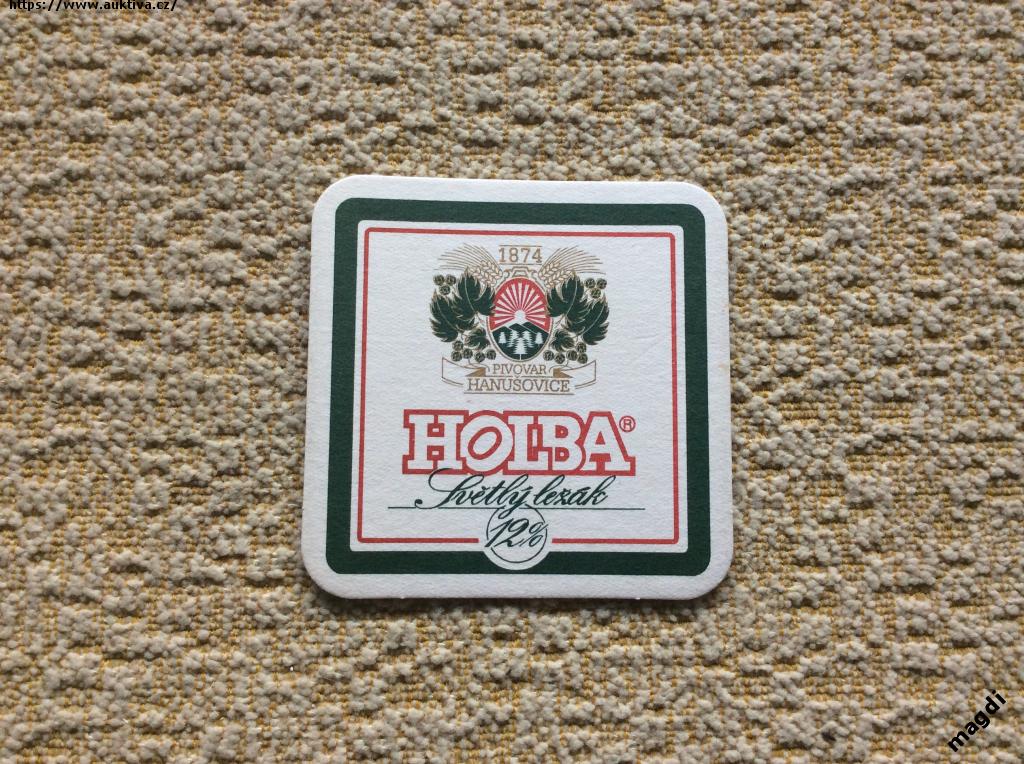 https://www.auktiva.cz/
1874
PIVOVAR
HANUŠOVICE
HOLBA®
Světlý ležák
12%
magdi